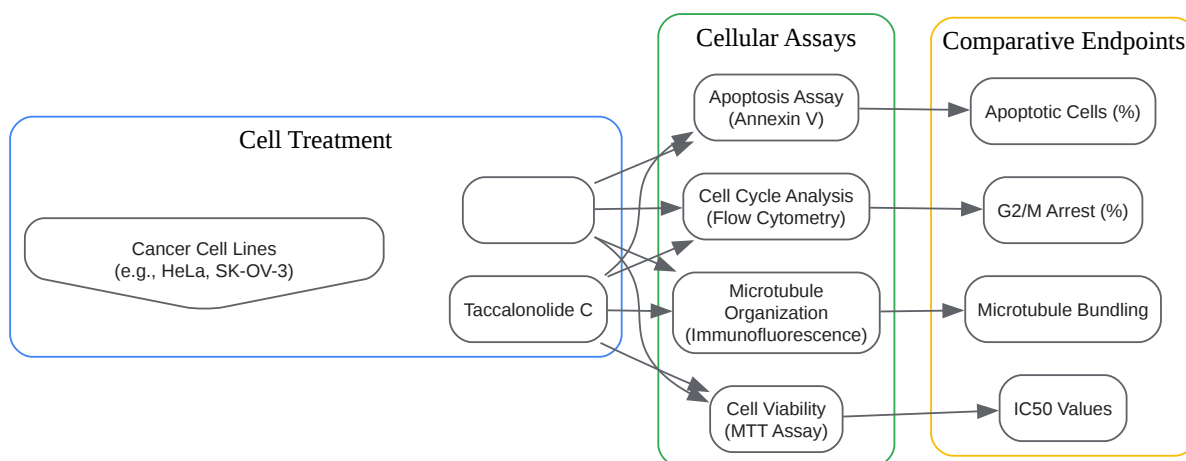 Cell Treatment
Cancer Cell Lines
(e.g., HeLa, SK-OV-3)
Taccalonolide C
Cellular Assays
Apoptosis Assay
(Annexin V)
Cell Cycle Analysis
(Flow Cytometry)
Microtubule
Organization
(Immunofluorescence)
Cell Viability
(MTT Assay)
Comparative Endpoints
Apoptotic Cells (%)
G2/M Arrest (%)
Microtubule Bundling
IC50 Values